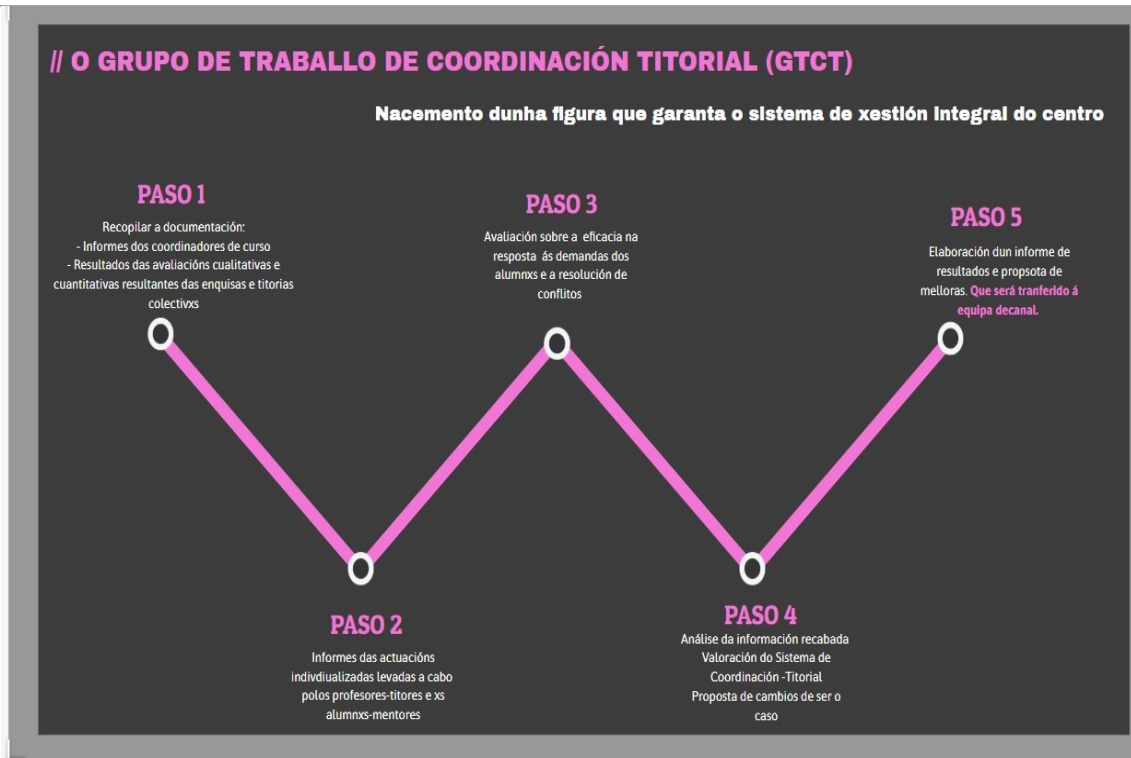 // O GRUPO DE TRABALLO DE COORDINACIÓN TITORIAL (GTCT)
Nacemento dunha figura que garanta o sistema de xestión integral do centro
PASO 1
Recopilar a documentación:
- Informes dos coordinadores de curso
- Resultados das avaliacións cualitativas e
cuantitativas resultantes das enquisas e titorias
colectivxs
PASO 2
Informes das actuacións
indivdiualizadas levadas a cabo
polos profesores-titores e xs
alumnxs-mentores
PASO 3
Avaliación sobre a eficacia na
resposta ás demandas dos
alumnxs e a resolución de
conflitos
PASO 4
Análise da información recabada
Valoración do Sistema de
Coordinación -Titorial
Proposta de cambios de ser o
caso
PASO 5
Elaboración dun informe de
resultados e propsota de
melloras. Que será tranferido á
equipa decanal.